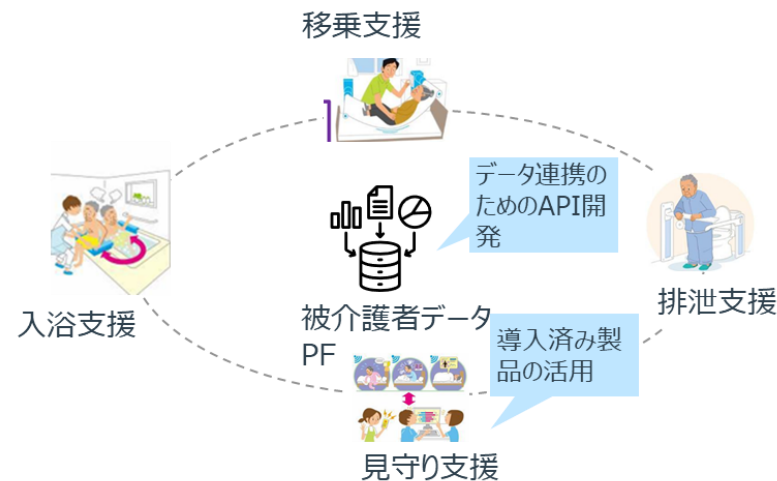 移乗支援
データ連携の
ためのAPI開
発
入浴支援
被介護者データ
PF
排泄支援
導入済み製
品の活用
見守り支援